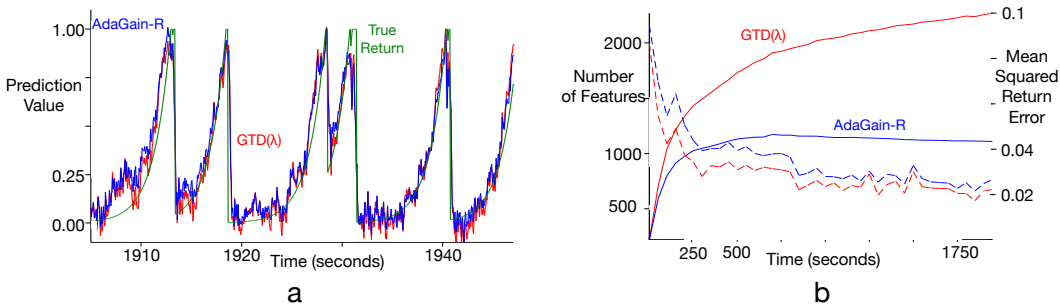 AdaGain-R
True
Return
1.00
Prediction
Value
GTD(λ)
0.25
0.00
1910
1920
1940
Time (seconds)
a
0.1
2000
GTD(λ)
Mean
Squared
Return
Error
Number
of Features
AdaGain-R
1000
0.04
500
0.02
250
500
1750
Time (seconds)
b